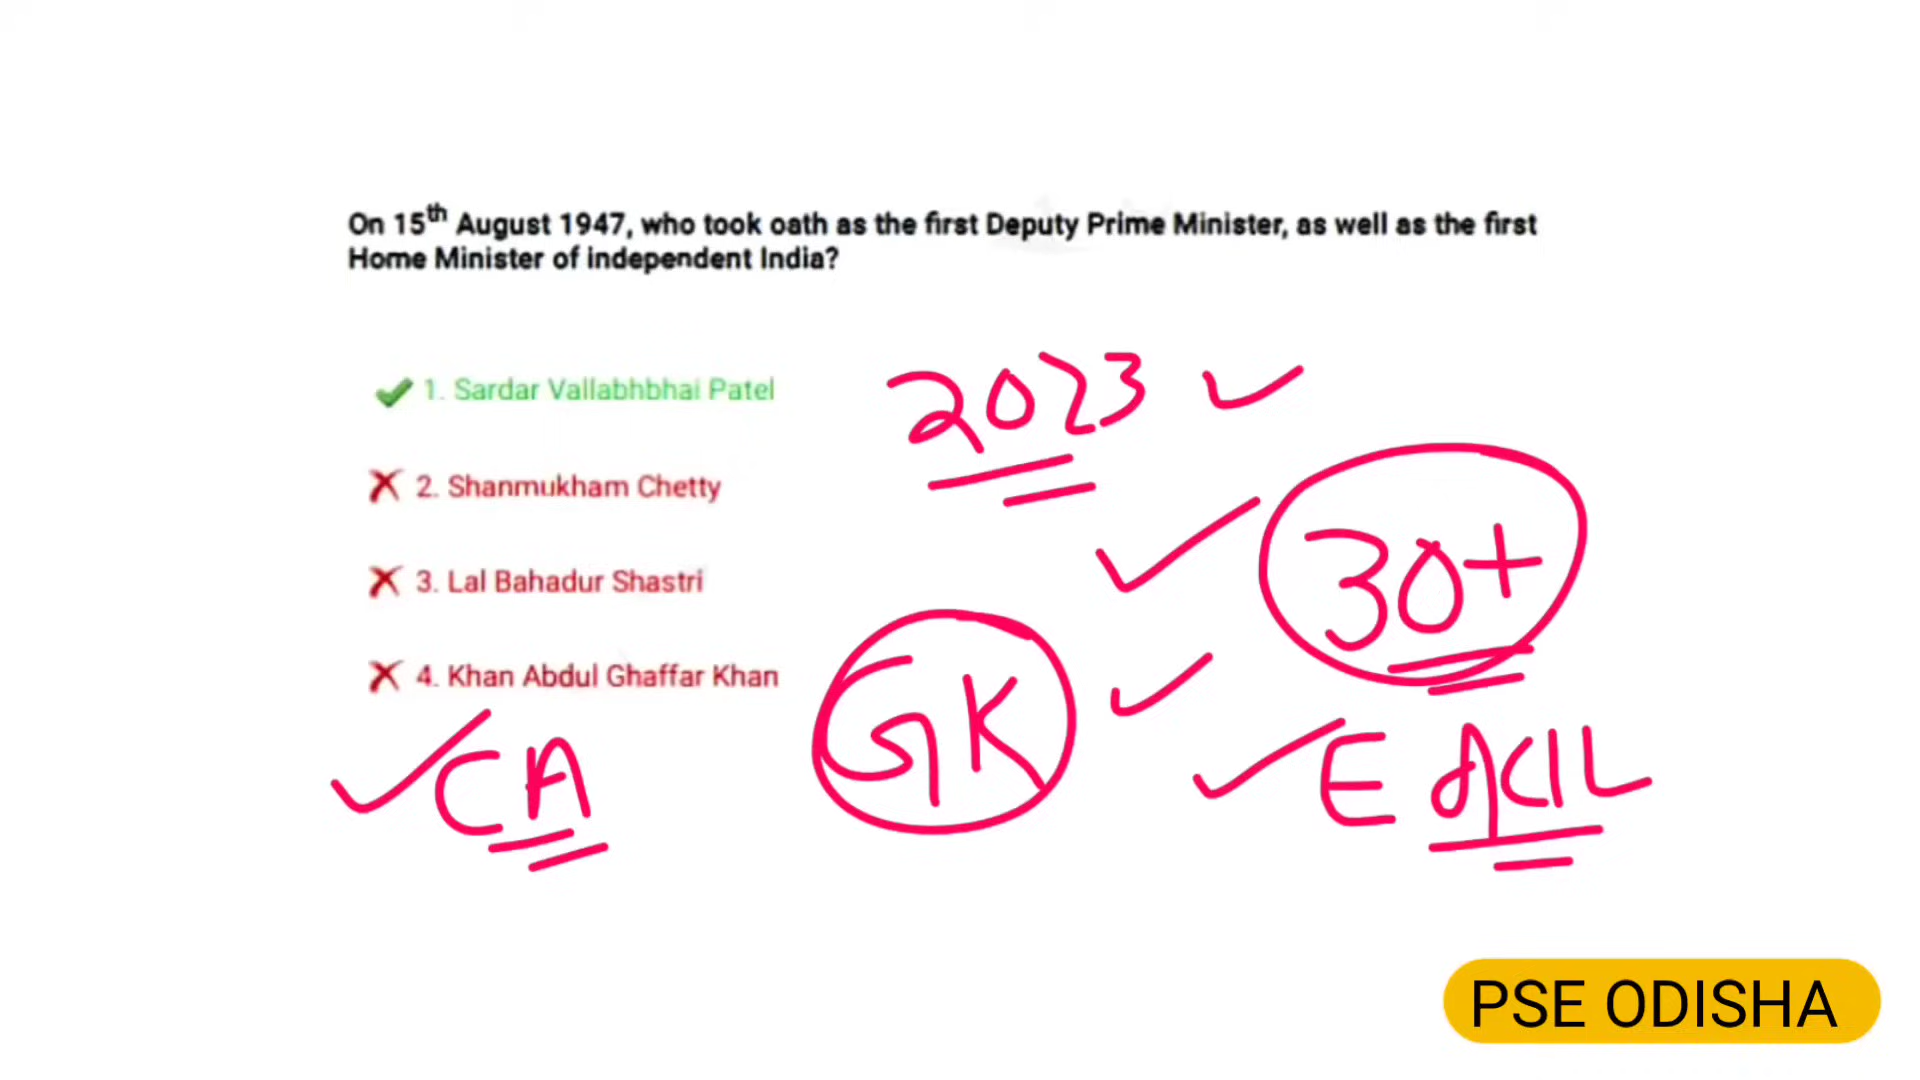 On 15th August 1947, who took oath as the first Deputy Prime Minister, as well as the first
Home Minister of independent India?
1. Sardar Vallabhbhai Patel
2023
2. Shanmukham Chetty
30+
3. Lal Bahadur Shastri
4. Khan Abdul Ghaffar Khan
GK
CA
E
PSE ODISHA